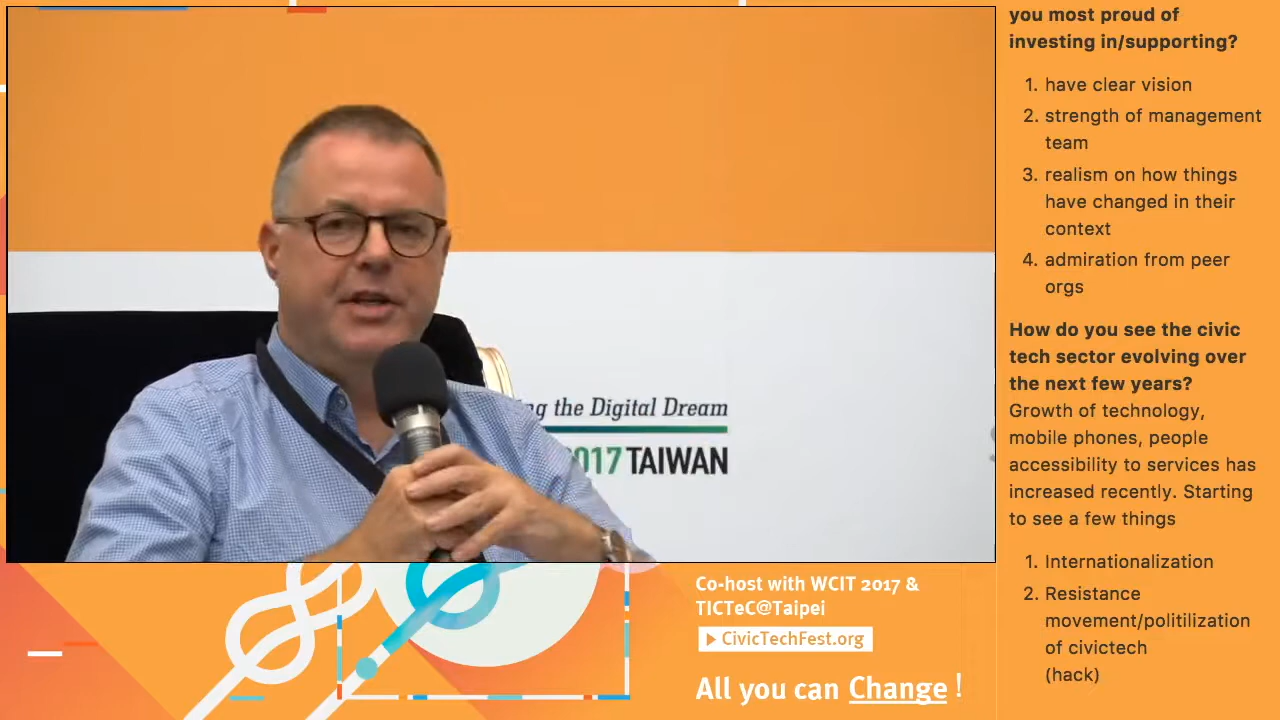 ng the Digital Dream
2017 TAIWAN
Co-host with WCIT 2017 &
TICTeC@Taipei
CivicTechFest.org
All you can Change !
you most proud of
investing in/supporting?
1. have clear vision
2. strength of management
team
3. realism on how things
have changed in their
context
4. admiration from peer
orgs
How do you see the civic
tech sector evolving over
the next few years?
Growth of technology,
mobile phones, people
accessibility to services has
increased recently. Starting
to see a few things
1. Internationalization
2. Resistance
movement/politilization
of civictech
(hack)